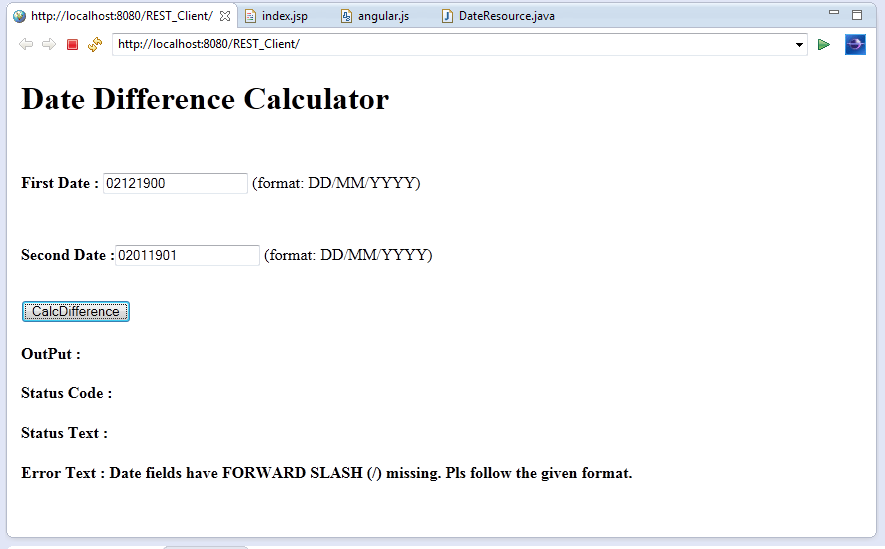 http://localhost:8080/REST_Client/ index.jsp angular.js DateResource.java
http://localhost:8080/REST_Client/
Date Difference Calculator
First Date : 02121900 (format: DD/MM/YYYY)
Second Date : 02011901 (format: DD/MM/YYYY)
CalcDifference
OutPut :
Status Code :
Status Text :
Error Text : Date fields have FORWARD SLASH (/) missing. Pls follow the given format.